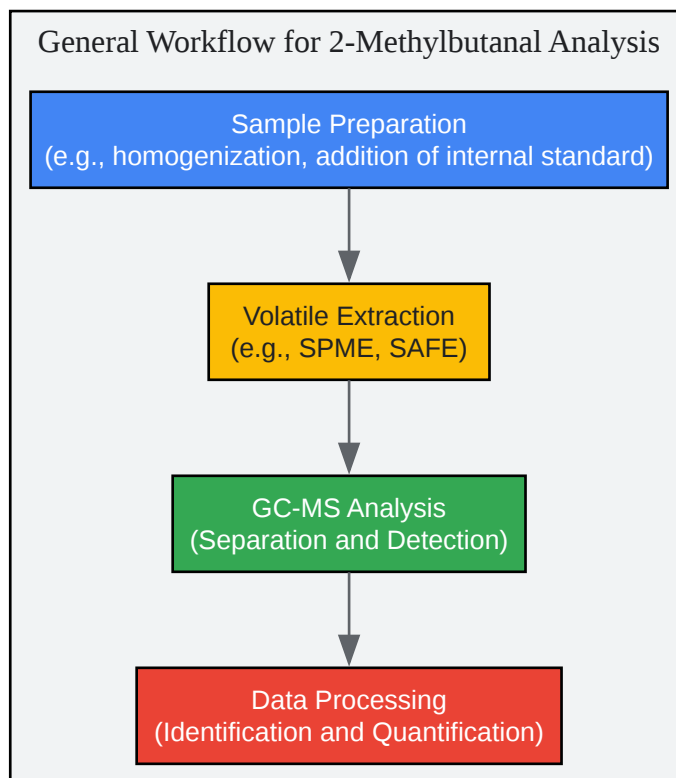 General Workflow for 2-Methylbutanal Analysis
Sample Preparation
(e.g., homogenization, addition of internal standard)
Volatile Extraction
(e.g., SPME, SAFE)
GC-MS Analysis
(Separation and Detection)
Data Processing
(Identification and Quantification)